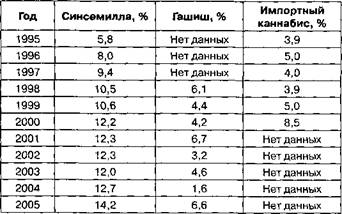 Год Синсемилла, % Гашиш, % Импортный каннабис, %
1995 5,8 Нет данных 3,9
1996 8,0 Нет данных 5,0
1997 9,4 Нет данных 4,0
1998 10,5 6,1 3,9
1999 10,6 4,4 5,0
2000 12,2 4,2 8,5
2001 12,3 6,7 Нет данных
2002 12,3 3,2 Нет данных
2003 12,0 4,6 Нет данных
2004 12,7 1,6 Нет данных
2005 14,2 6,6 Нет данных